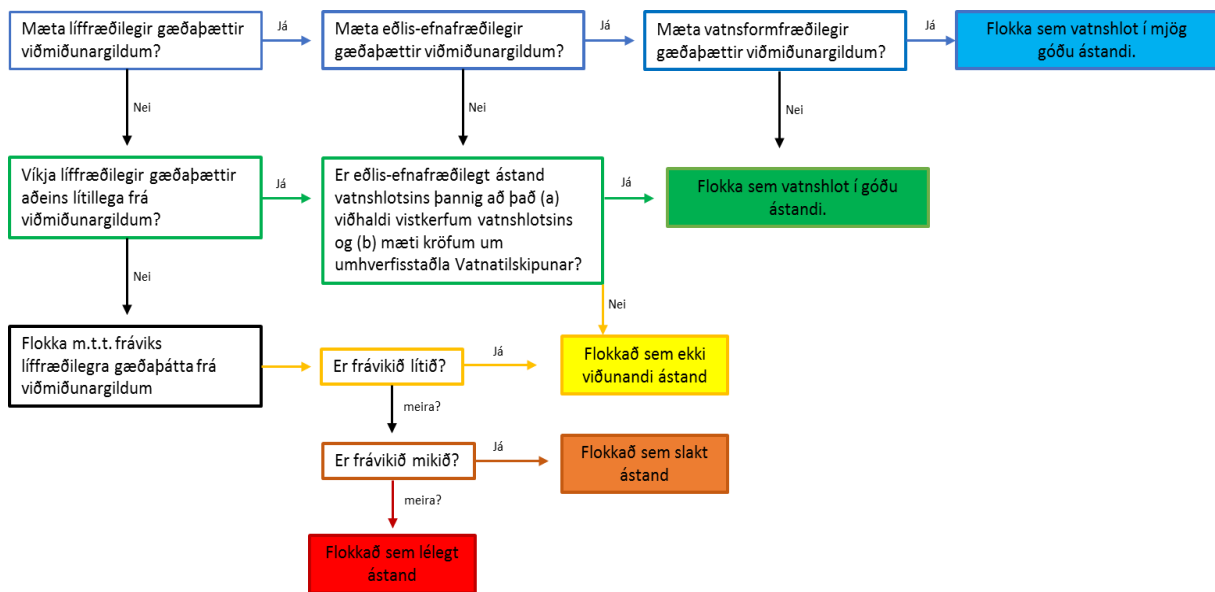 Mæta líffræðilegir gæðaþættir
viðmiðunargildum?
Já
Mæta eðlis-efnafræðilegir
gæðaþættir viðmiðunargildum?
Já
Mæta vatnsformfræðilegir
gæðaþættir viðmiðunargildum?
Já
Flokka sem vatnshlot í mjög
góðu ástandi.
Nei
Nei
Nei
Víkja líffræðilegir gæðaþættir
aðeins lítillega frá
viðmiðunargildum?
Já
Er eðlis-efnafræðilegt ástand
vatnshlotsins þannig að það (a)
viðhaldi vistkerfum vatnshlotsins
og (b) mæti kröfum um
umhverfisstaðla Vatnatilskipunar?
Já
Flokka sem vatnshlot í góðu
ástandi.
Nei
Nei
Flokka m.t.t. fráviks
líffræðilegra gæðaþátta frá
viðmiðunargildum
Er frávikið lítið?
Já
Flokkað sem ekki
viðunandi ástand
meira?
Er frávikið mikið?
Já
Flokkað sem slakt
ástand
meira?
Flokkað sem lélegt
ástand